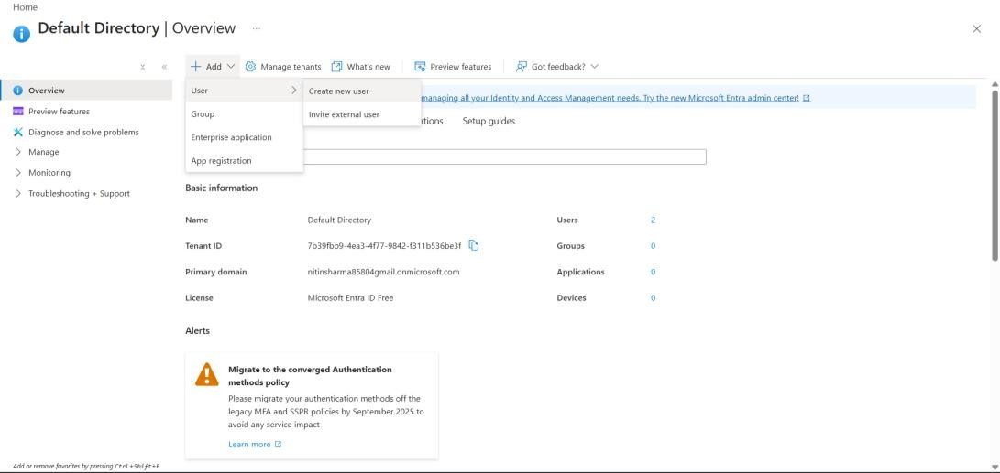 Home
Default Directory | Overview ...
Add Manage tenants What's new Preview features Got feedback?
Overview
Preview features
Diagnose and solve problems
Manage
Monitoring
Troubleshooting + Support
User
Group
Enterprise application
App registration
Create new user
Invite external user
managing all your Identity and Access Management needs. Try the new Microsoft Entra admin center!
Setup guides
Basic information
Name Default Directory Users 2
Tenant ID 7b39fbb9-4ea3-4f77-9842-f311b536be3f Groups 0
Primary domain nitinsharma85804gmail.onmicrosoft.com Applications 0
License Microsoft Entra ID Free Devices 0
Alerts
Migrate to the converged Authentication
methods policy
Please migrate your authentication methods off the
legacy MFA and SSPR policies by September 2025 to
avoid any service impact
Learn more
Add or remove favorites by pressing Ctrl+Shift+F